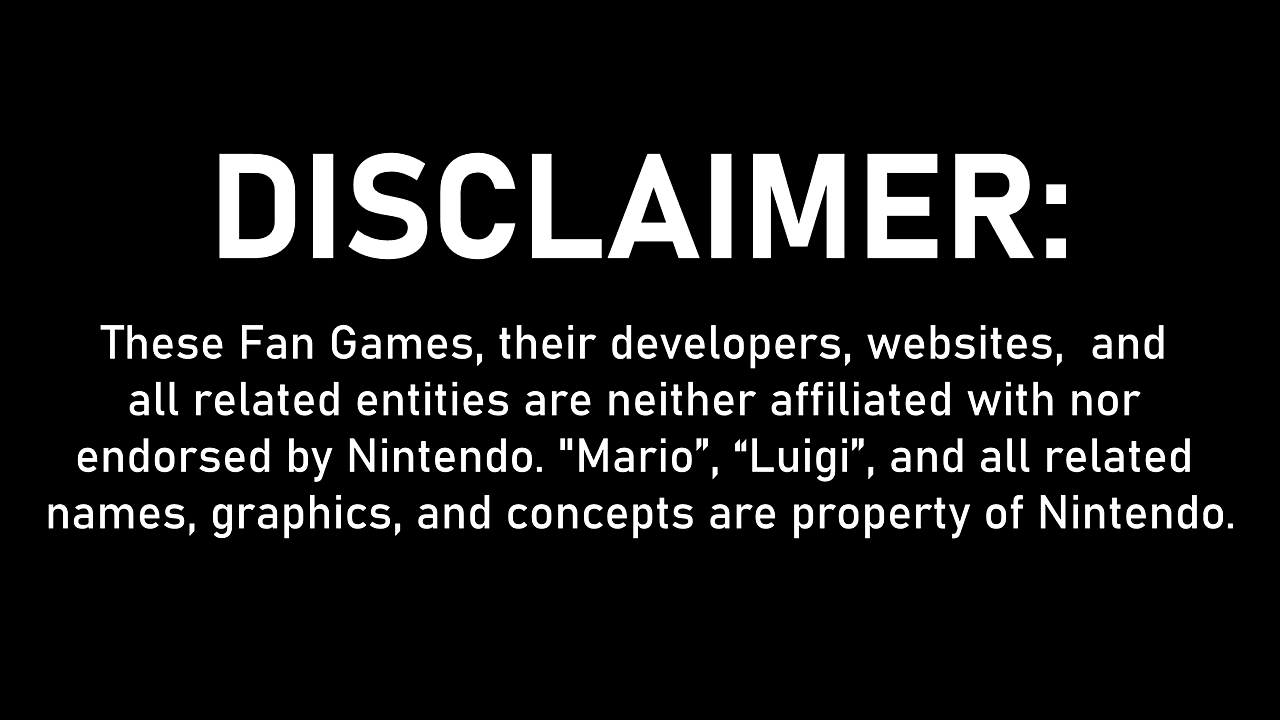 DISCLAIMER:
These Fan Games, their developers, websites,  and
all related entities are neither affiliated with nor
endorsed by Nintendo. "Mario”, “Luigi”, and all related
names, graphics, and concepts are property of Nintendo.